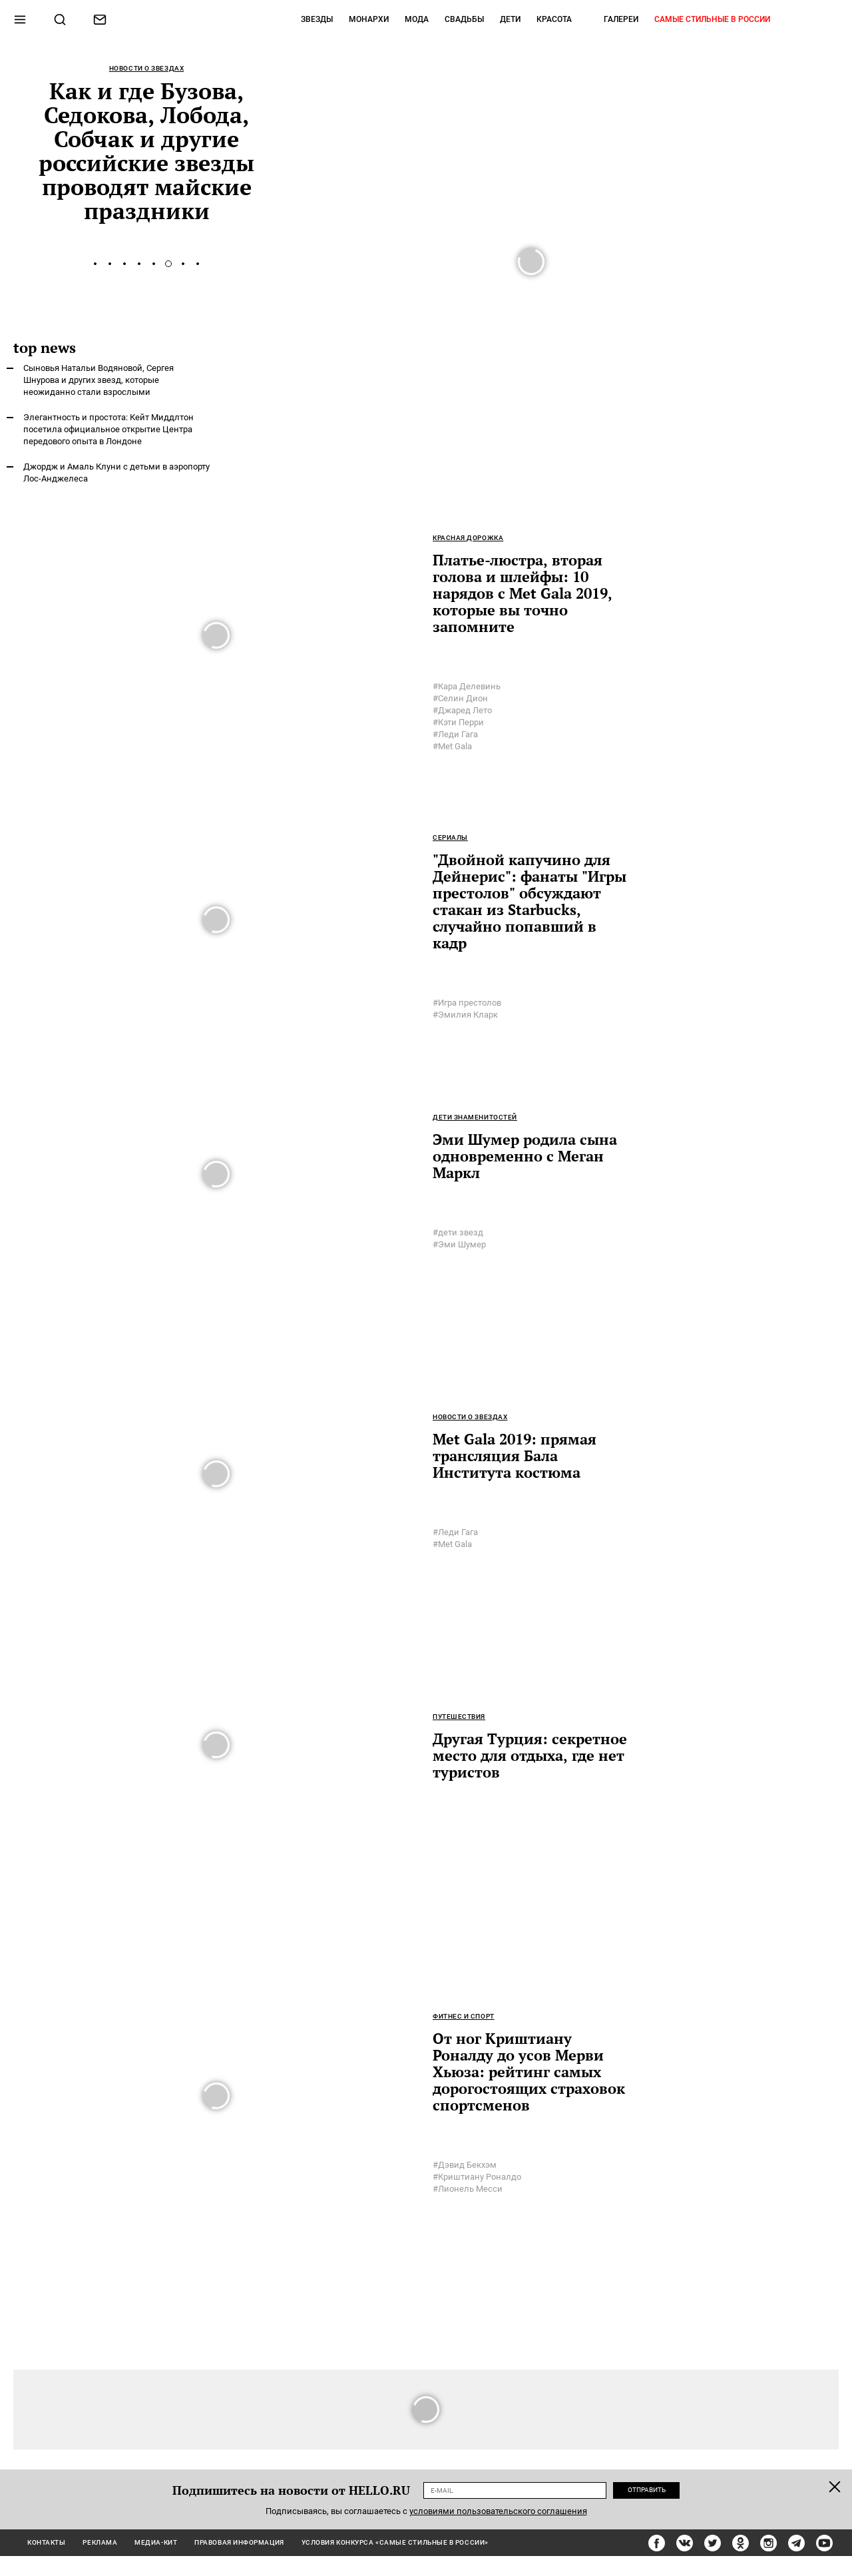 ЗВЕЗДЫ МОНАРХИ МОДА СВАДЬБЫ ДЕТИ КРАСОТА ГАЛЕРЕИ САМЫЕ СТИЛЬНЫЕ В РОССИИ
НОВОСТИ О ЗВЕЗДАХ
Как и где Бузова,
Седокова, Лобода,
Собчак и другие
российские звезды
проводят майские
праздники
top news
Сыновья Натальи Водяновой, Сергея
Шнурова и других звезд, которые
неожиданно стали взрослыми
Элегантность и простота: Кейт Миддлтон
посетила официальное открытие Центра
передового опыта в Лондоне
Джордж и Амаль Клуни с детьми в аэропорту
Лос-Анджелеса
КРАСНАЯ ДОРОЖКА
Платье-люстра, вторая
голова и шлейфы: 10
нарядов с Met Gala 2019,
которые вы точно
запомните
#Кара Делевинь
#Селин Дион
#Джаред Лето
#Кэти Перри
#Леди Гага
#Met Gala
СЕРИАЛЫ
"Двойной капучино для
Дейнерис": фанаты "Игры
престолов" обсуждают
стакан из Starbucks,
случайно попавший в
кадр
#Игра престолов
#Эмилия Кларк
ДЕТИ ЗНАМЕНИТОСТЕЙ
Эми Шумер родила сына
одновременно с Меган
Маркл
#дети звезд
#Эми Шумер
НОВОСТИ О ЗВЕЗДАХ
Met Gala 2019: прямая
трансляция Бала
Института костюма
#Леди Гага
#Met Gala
ПУТЕШЕСТВИЯ
Другая Турция: секретное
место для отдыха, где нет
туристов
ФИТНЕС И СПОРТ
От ног Криштиану
Роналду до усов Мерви
Хьюза: рейтинг самых
дорогостоящих страховок
спортсменов
#Дэвид Бекхэм
#Криштиану Роналдо
#Лионель Месси
Подпишитесь на новости от HELLO.RU E-MAIL ОТПРАВИТЬ
Подписываясь, вы соглашаетесь с условиями пользовательского соглашения
КОНТАКТЫ РЕКЛАМА МЕДИА-КИТ ПРАВОВАЯ ИНФОРМАЦИЯ УСЛОВИЯ КОНКУРСА «САМЫЕ СТИЛЬНЫЕ В РОССИИ»